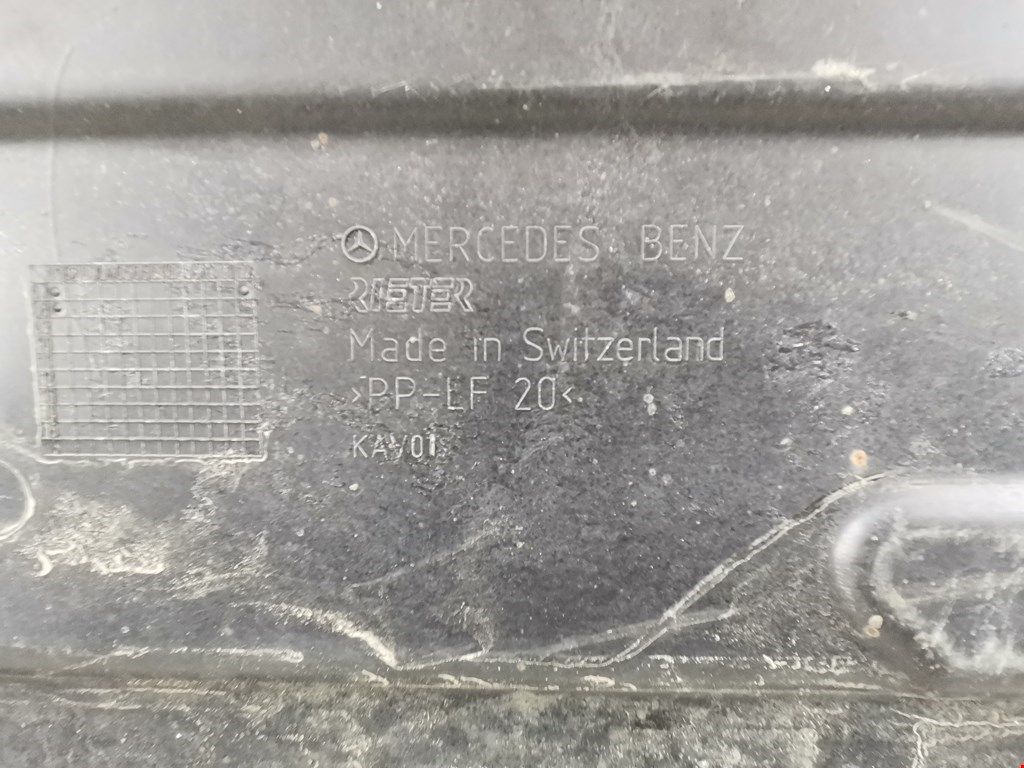 MERCEDES BENZ
RIETER
Made in Switzerland
>PP-LF 20<
KAV01